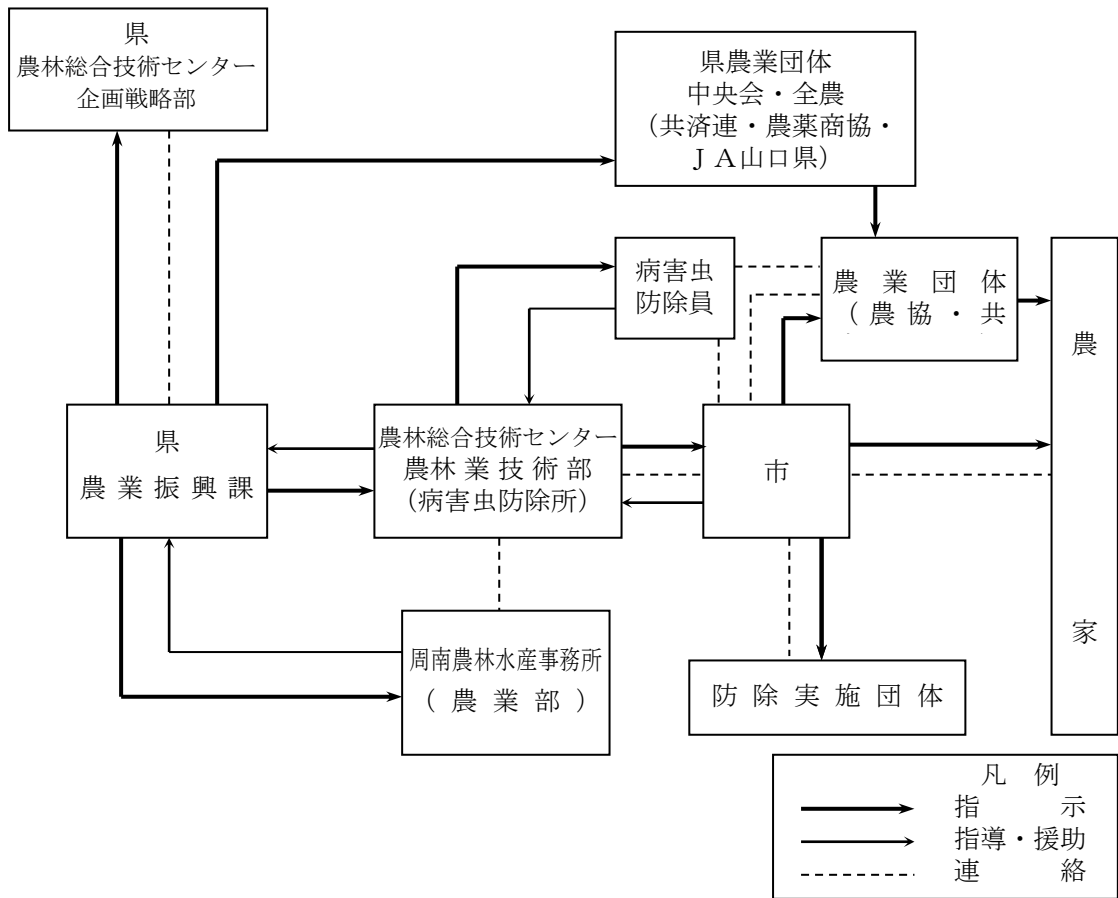 県
農林総合技術センター
企画戦略部
県農業団体
中央会・全農
（共済連・農薬商協・
ＪＡ山口県）
病害虫
防除員
農業団体
（農協・共
県
農業振興課
農林総合技術センター
農林業技術部
（病害虫防除所）
市
農
家
周南農林水産事務所
（農業部）
防除実施団体
凡例
指示
指導・援助
連絡